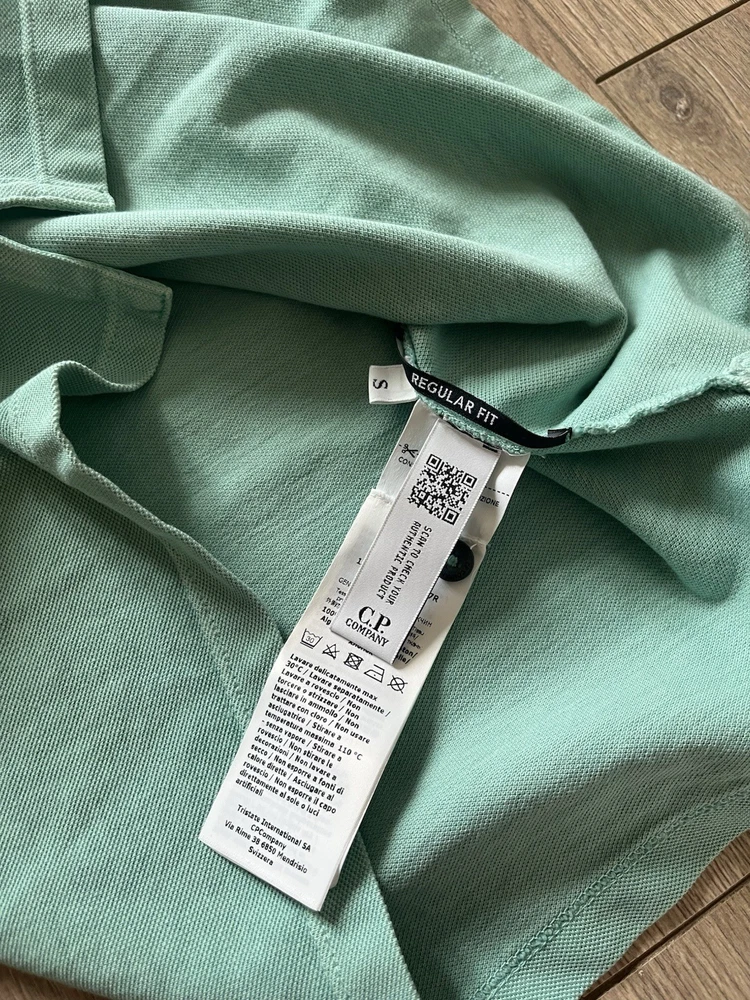 S
REGULAR FIT
SCAN TO CHECK YOUR
AUTHENTIC PRODUCT
C.P.
COMPANY
30
Lavare delicatamente max
30°C / Lavare separatamente /
Lavare a rovescio / Non
torcere o strizzare / Non
lasciare in ammollo / Non
trattare con cloro / Non usare
asciugatrice / Stirare a
temperatura massima 110 °C
- senza vapore / Stirare a
rovescio / Non stirare le
decorazioni / Non lavare a
secco / Non esporre a fonti di
calore dirette / Asciugare al
rovescio / Non esporre il capo
direttamente al sole o luci
artificiali
Tristate International SA
CPCompany
Via Rime 38 6850 Mendrisio
Svizzera